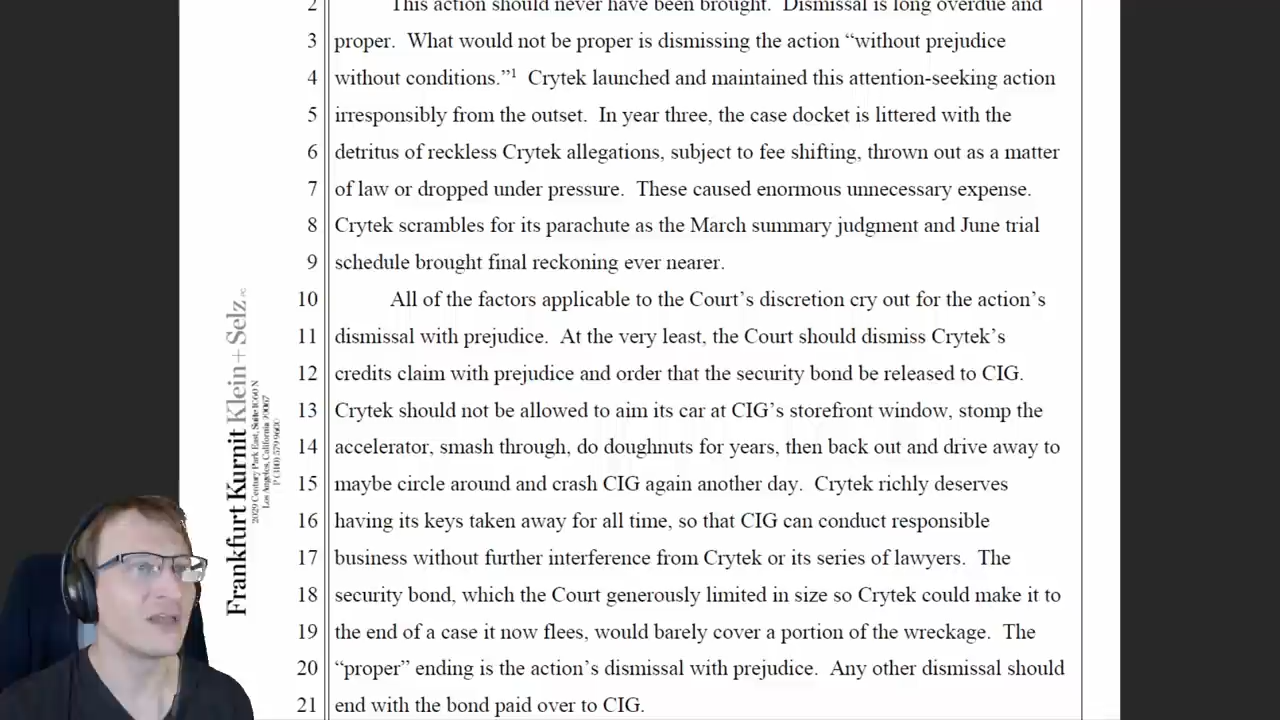 2 This action should never have been brought. Dismissal is long overdue and
3 proper. What would not be proper is dismissing the action “without prejudice
4 without conditions.”¹ Crytek launched and maintained this attention-seeking action
5 irresponsibly from the outset. In year three, the case docket is littered with the
6 detritus of reckless Crytek allegations, subject to fee shifting, thrown out as a matter
7 of law or dropped under pressure. These caused enormous unnecessary expense.
8 Crytek scrambles for its parachute as the March summary judgment and June trial
9 schedule brought final reckoning ever nearer.
10 All of the factors applicable to the Court’s discretion cry out for the action’s
11 dismissal with prejudice. At the very least, the Court should dismiss Crytek’s
12 credits claim with prejudice and order that the security bond be released to CIG.
13 Crytek should not be allowed to aim its car at CIG’s storefront window, stomp the
14 accelerator, smash through, do doughnuts for years, then back out and drive away to
15 maybe circle around and crash CIG again another day. Crytek richly deserves
16 having its keys taken away for all time, so that CIG can conduct responsible
17 business without further interference from Crytek or its series of lawyers. The
18 security bond, which the Court generously limited in size so Crytek could make it to
19 the end of a case it now flees, would barely cover a portion of the wreckage. The
20 “proper” ending is the action’s dismissal with prejudice. Any other dismissal should
21 end with the bond paid over to CIG.
Frankfurt Kurnit Klein + Selz PC
2029 Century Park East, Suite 1060 N
Los Angeles, California 90067
P (310) 579 9600